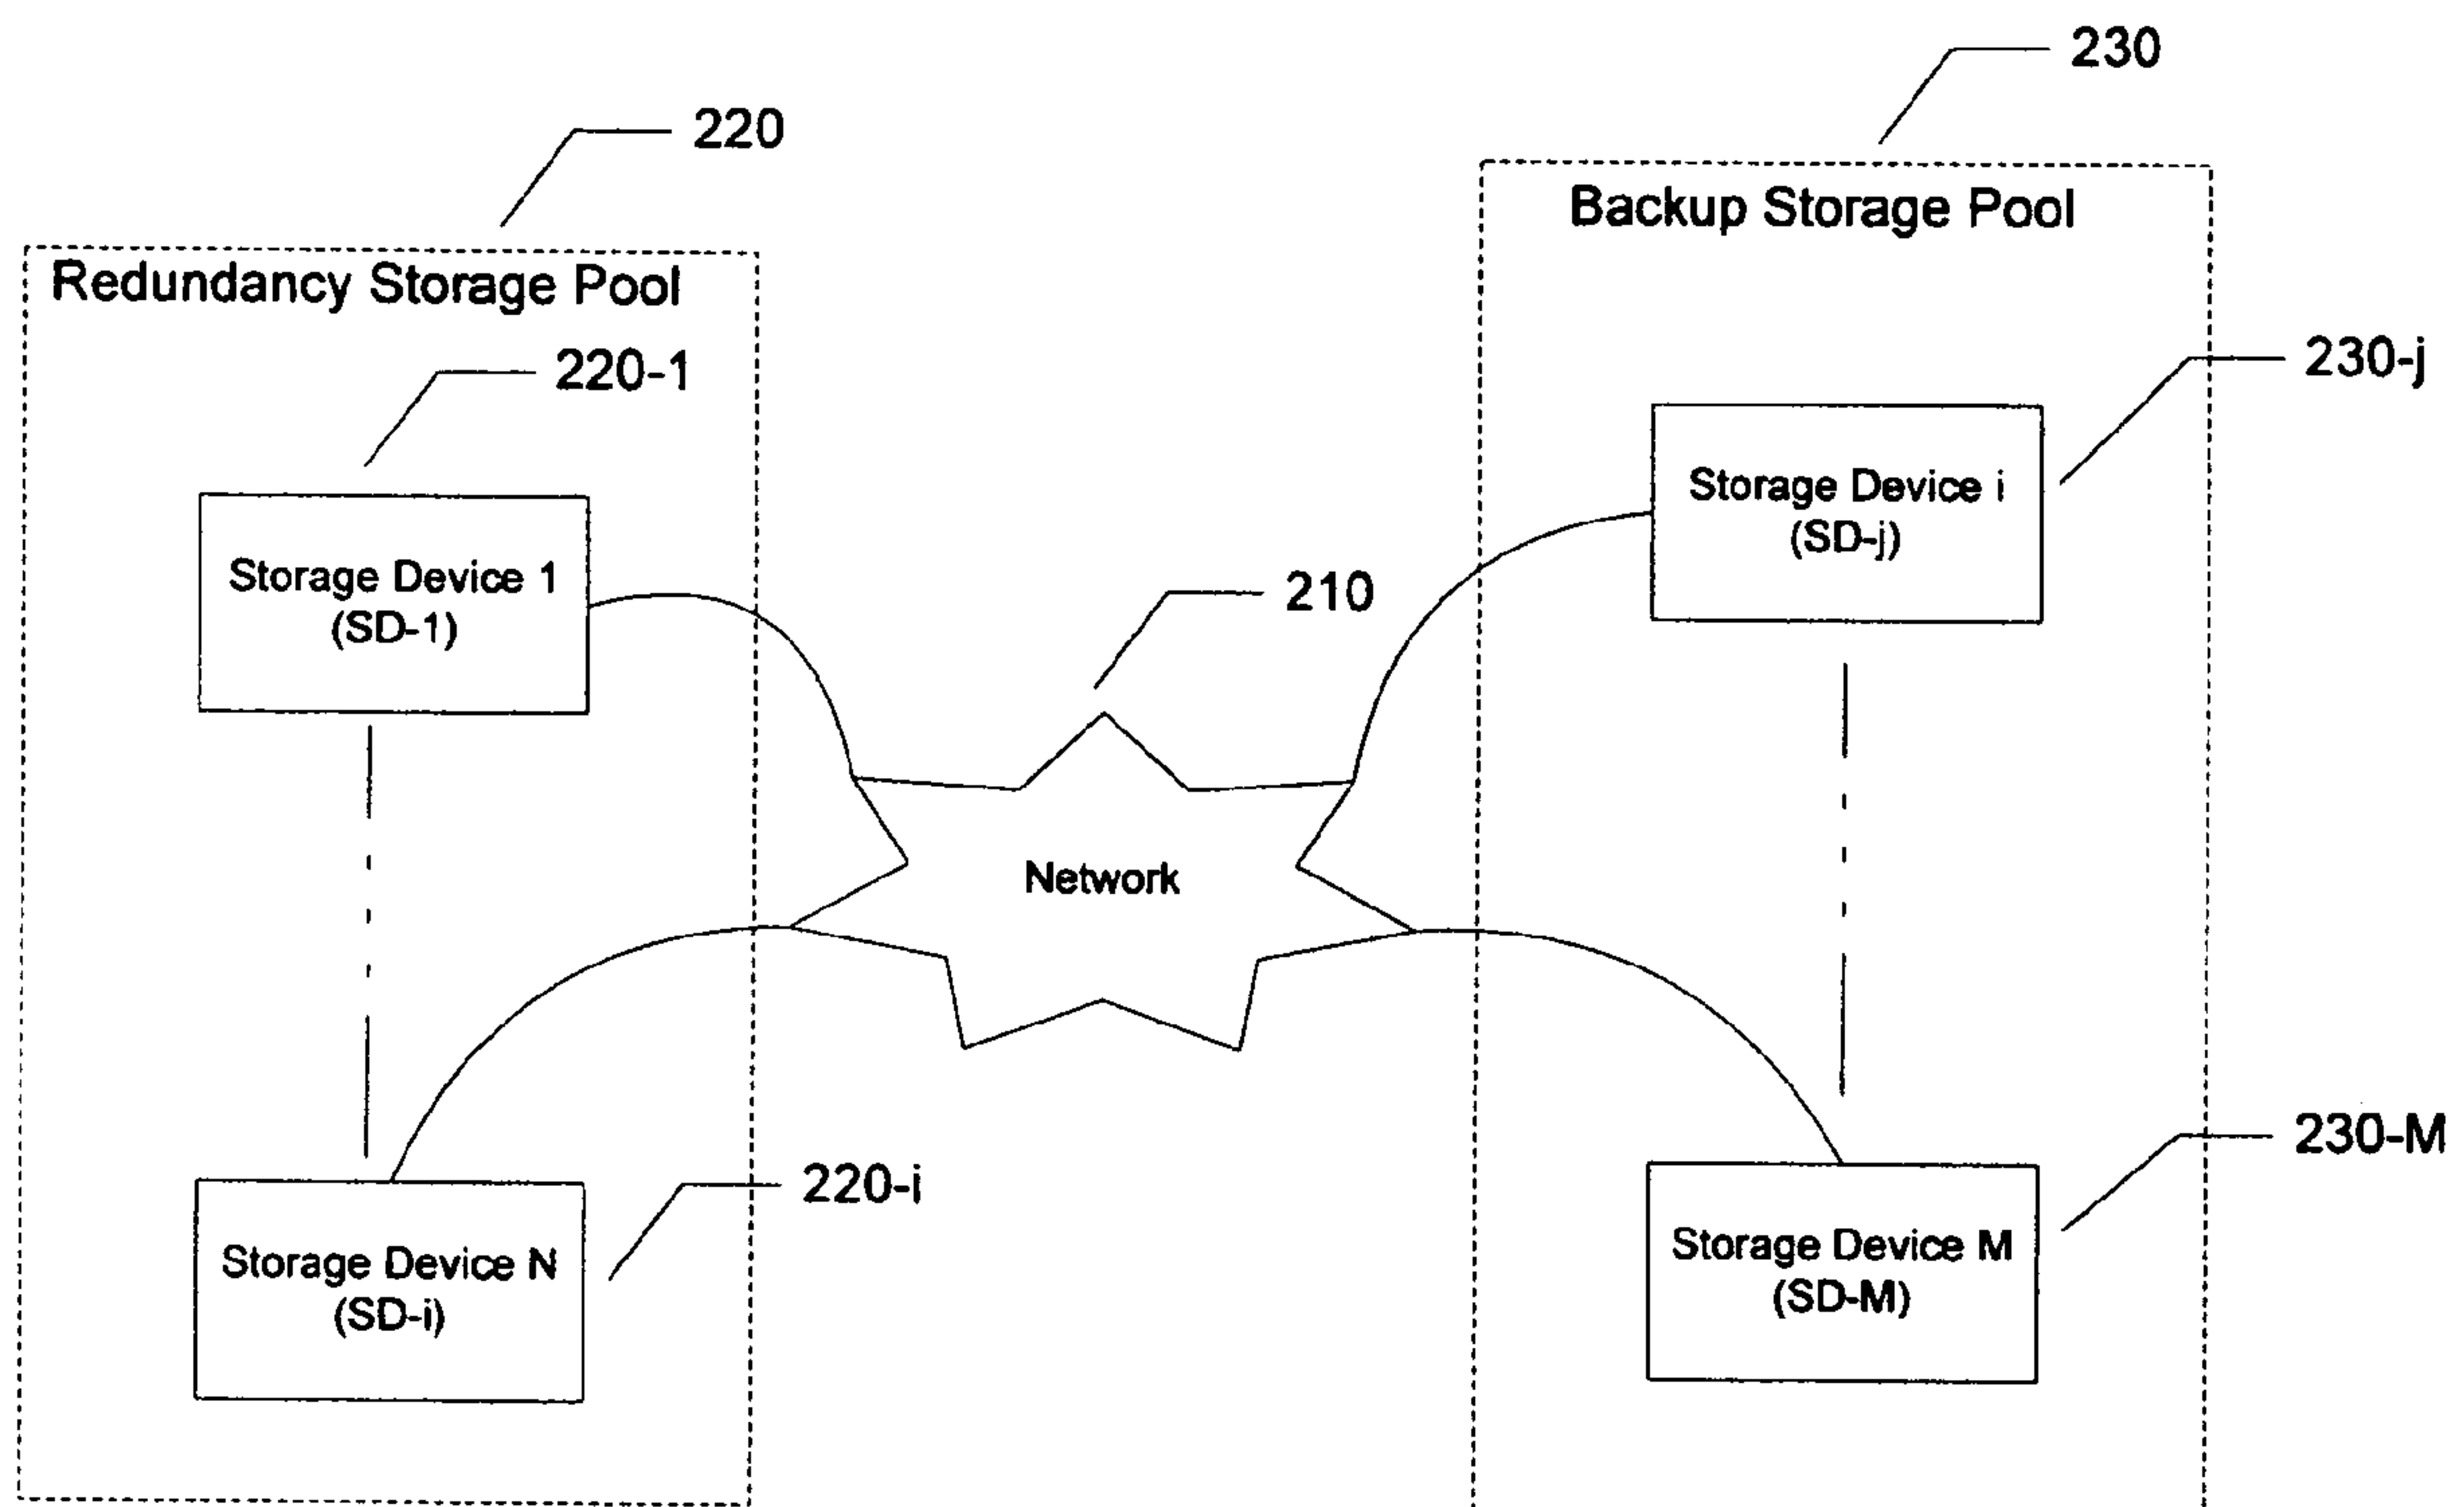 230
220
Backup Storage Pool
Redundancy Storage Pool
230-j
220-1
Storage Device i
(SD-j)
Storage Device 1
(SD-1)
210
Network
230-M
220-i
Storage Device M
(SD-M)
Storage Device N
(SD-i)